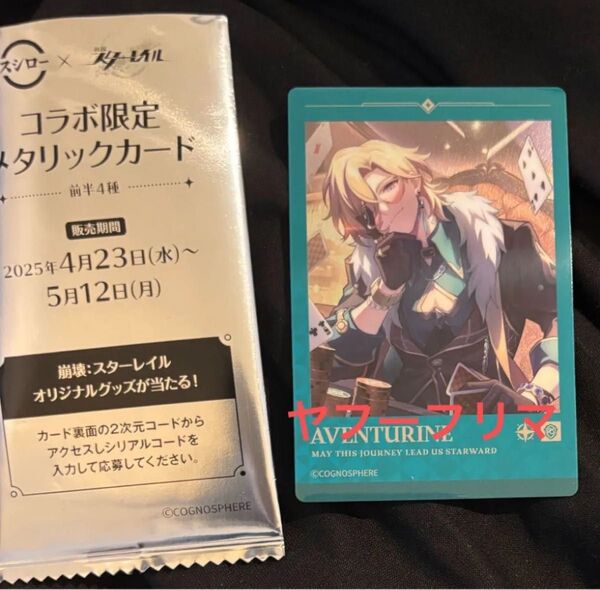 スシロー × 崩壊 スターレイル
コラボ限定
メタリックカード
前半4種
販売期間
2025年4月23日(水)～
5月12日(月)
崩壊:スターレイル
オリジナルグッズが当たる!
カード裏面の2次元コードから
アクセスしシリアルコードを
入力して応募してください。
©COGNOSPHERE
ヤフーフリマ
AVENTURINE
MAY THIS JOURNEY LEAD US STARWARD
©COGNOSPHERE